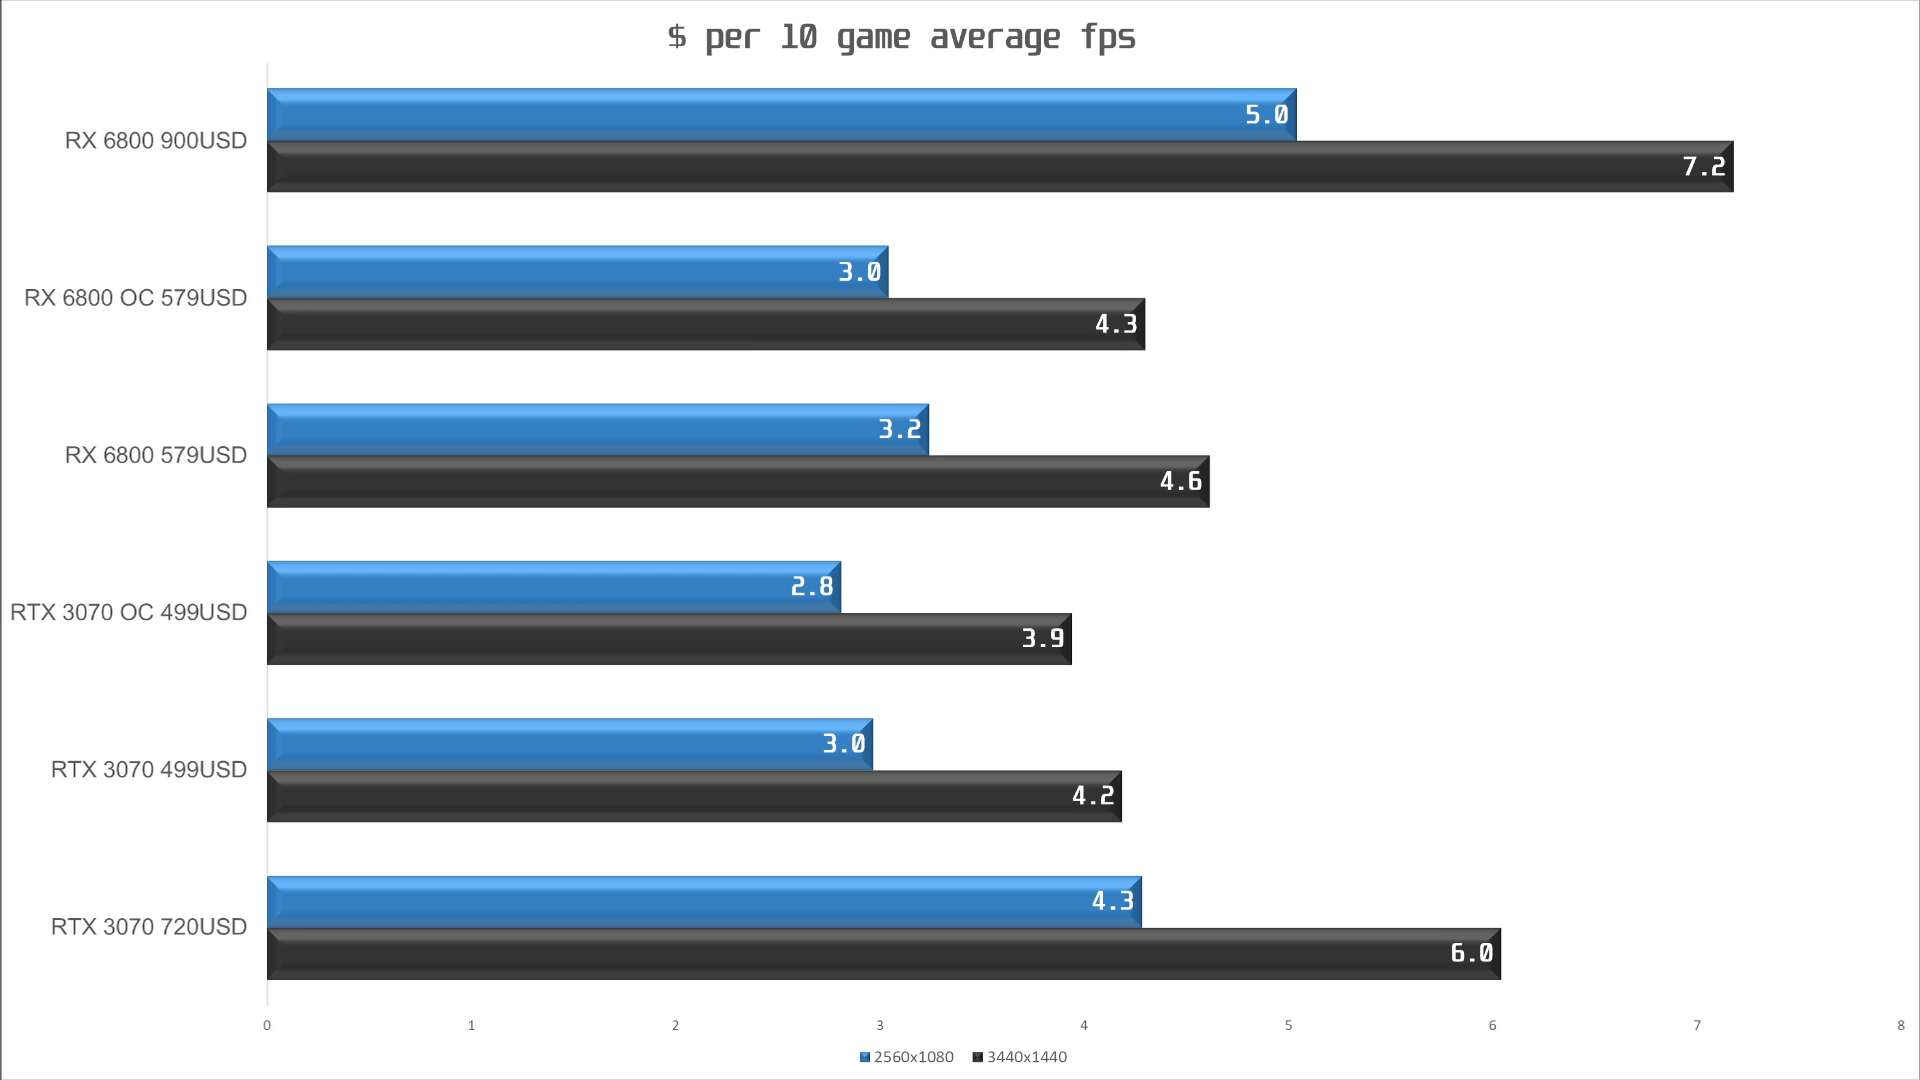 $ per 10 game average fps
RX 6800 900USD
5.0
7.2
RX 6800 OC 579USD
3.0
4.3
RX 6800 579USD
3.2
4.6
RTX 3070 OC 499USD
2.8
3.9
RTX 3070 499USD
3.0
4.2
RTX 3070 720USD
4.3
6.0
0 1 2 3 4 5 6 7 8
2560x1080 3440x1440